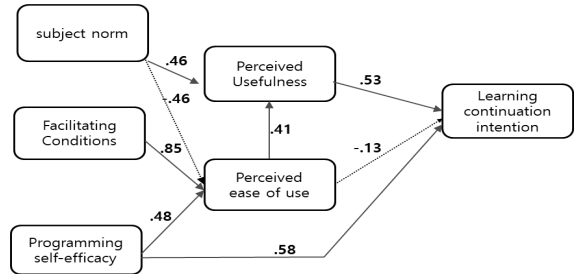 subject norm
.46
-.46
Perceived
Usefulness
.53
Learning
continuation
intention
Facilitating
Conditions
.85
.41
-.13
Perceived
ease of use
.48
Programming
self-efficacy
.58